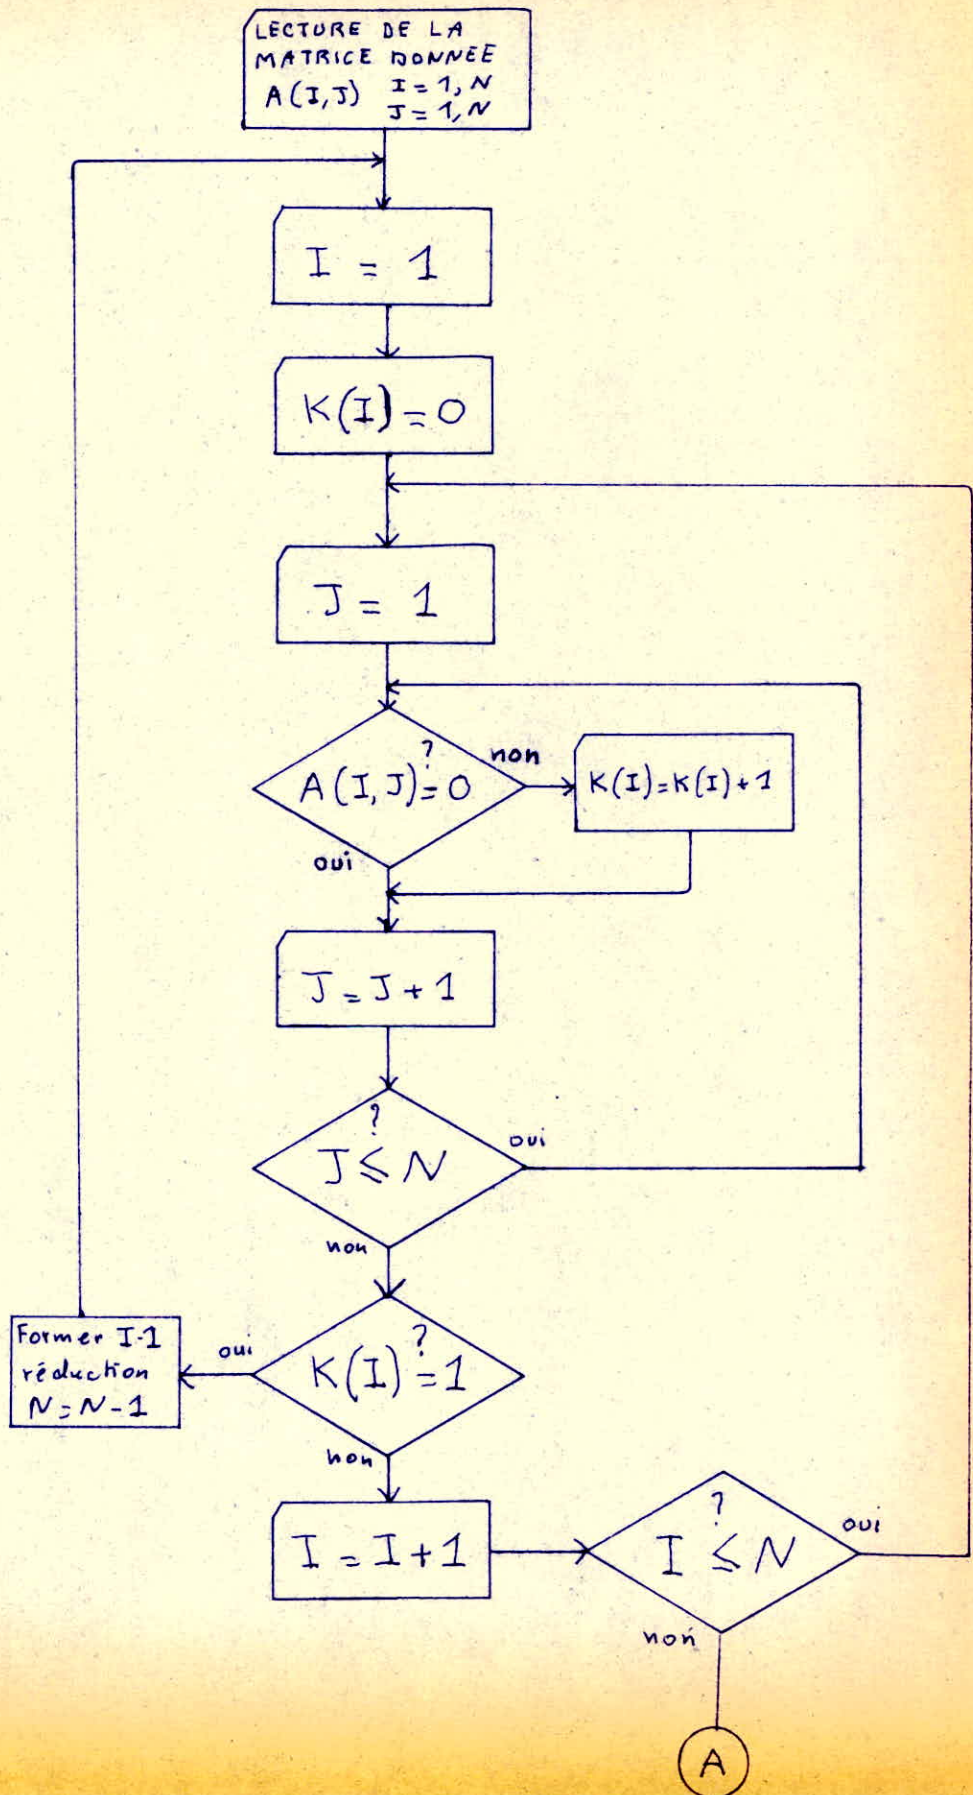 LECTURE DE LA
MATRICE DONNEE
A(I,J) I = 1, N
J = 1, N
I = 1
K(I) = 0
J = 1
?
A(I,J) = 0
non
K(I) = K(I) + 1
oui
J = J + 1
?
J ≤ N
oui
non
?
K(I) = 1
oui
Former I-1
réduction
N = N - 1
non
I = I + 1
?
I ≤ N
oui
non
A